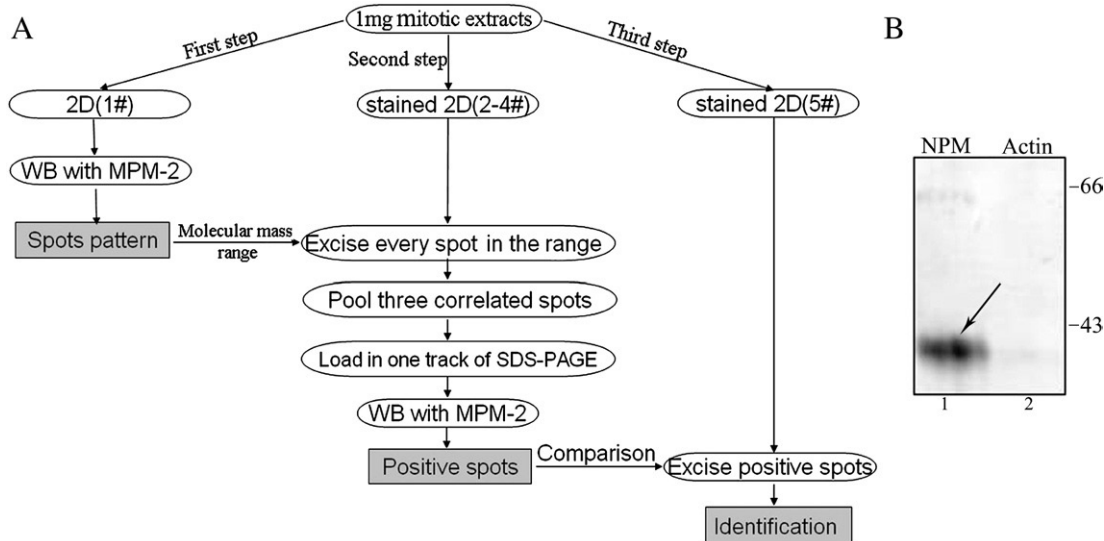 A
1mg mitotic extracts
First step
Second step
Third step
2D(1#)
stained 2D(2-4#)
stained 2D(5#)
WB with MPM-2
Spots pattern
Molecular mass
range
Excise every spot in the range
Pool three correlated spots
Load in one track of SDS-PAGE
WB with MPM-2
Positive spots
Comparison
Excise positive spots
Identification
B
NPM Actin
-66
-43
1 2